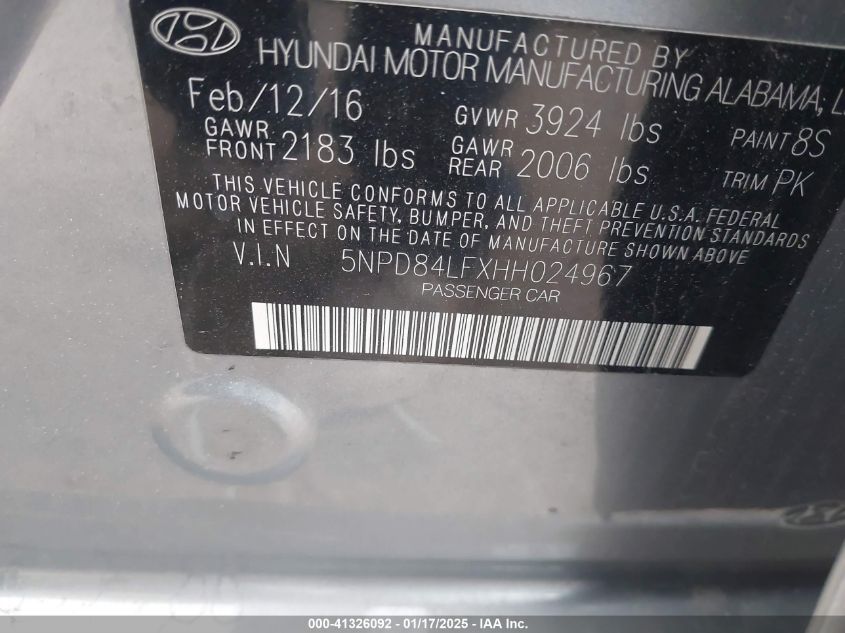 MANUFACTURED BY
HYUNDAI MOTOR MANUFACTURING ALABAMA,
Feb/12/16 GVWR 3924 lbs PAINT 8S
GAWR FRONT 2183 lbs GAWR REAR 2006 lbs TRIM PK
THIS VEHICLE CONFORMS TO ALL APPLICABLE U.S.A. FEDERAL
MOTOR VEHICLE SAFETY, BUMPER, AND THEFT PREVENTION STANDARDS
IN EFFECT ON THE DATE OF MANUFACTURE SHOWN ABOVE
V.I.N 5NPD84LFXHH024967
PASSENGER CAR
000-41326092 - 01/17/2025 - IAA Inc.